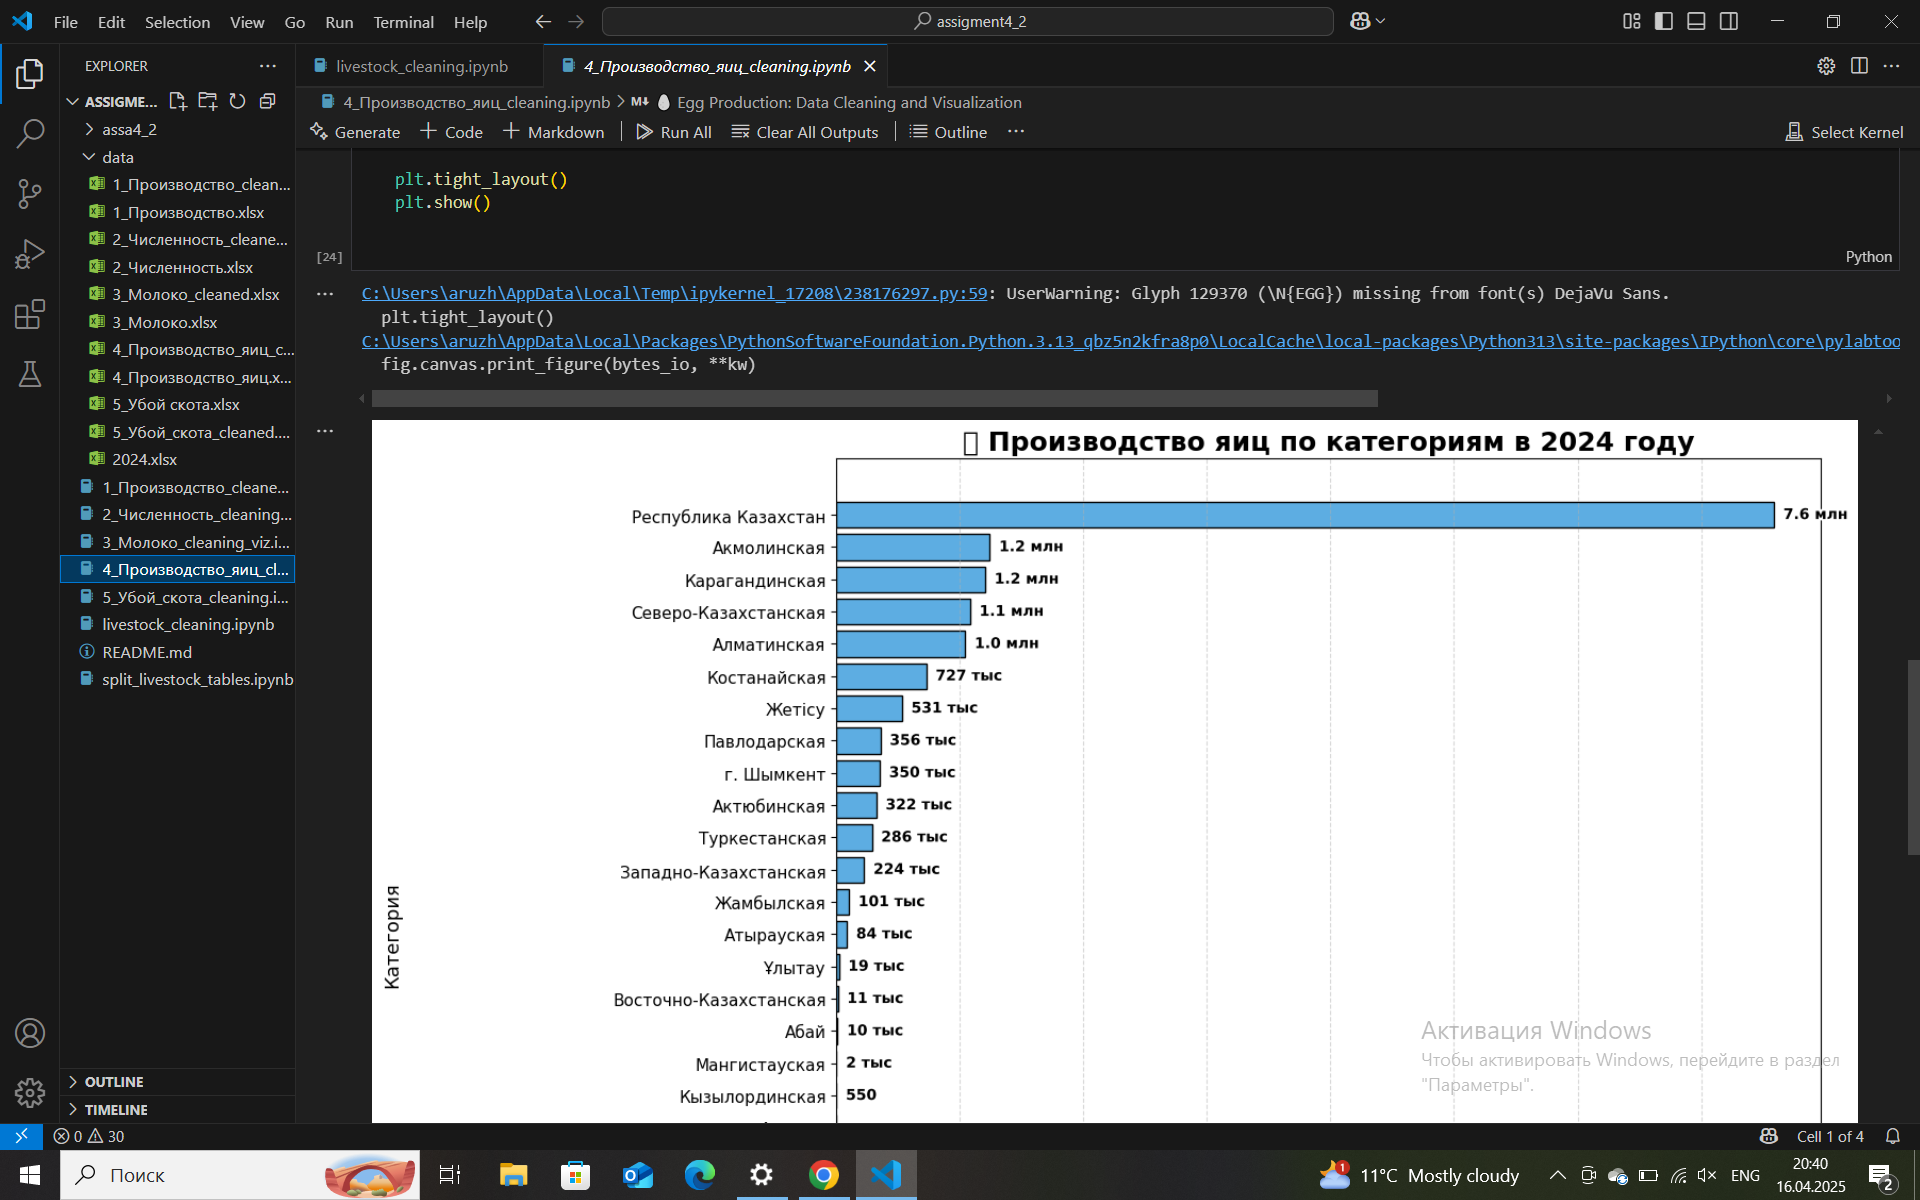 File Edit Selection View Go Run Terminal Help
assigment4_2
EXPLORER
livestock_cleaning.ipynb
4_Производство_яиц_cleaning.ipynb
ASSIGME...
4_Производство_яиц_cleaning.ipynb > M↓ Egg Production: Data Cleaning and Visualization
Generate Code Markdown Run All Clear All Outputs Outline ...
Select Kernel
assa4_2
data
1_Производство_clean...
1_Производство.xlsx
2_Численность_cleane...
2_Численность.xlsx
3_Молоко_cleaned.xlsx
3_Молоко.xlsx
4_Производство_яиц_c...
4_Производство_яиц.x...
5_Убой скота.xlsx
5_Убой_скота_cleaned....
2024.xlsx
1_Производство_cleane...
2_Численность_cleaning...
3_Молоко_cleaning_viz.i...
4_Производство_яиц_cl...
5_Убой_скота_cleaning.i...
livestock_cleaning.ipynb
README.md
split_livestock_tables.ipynb
OUTLINE
TIMELINE
plt.tight_layout()
plt.show()
[24]
Python
C:\Users\aruzh\AppData\Local\Temp\ipykernel_17208\238176297.py:59: UserWarning: Glyph 129370 (\N{EGG}) missing from font(s) DejaVu Sans.
plt.tight_layout()
C:\Users\aruzh\AppData\Local\Packages\PythonSoftwareFoundation.Python.3.13_qbz5n2kfra8p0\LocalCache\local-packages\Python313\site-packages\IPython\core\pylabtoo
fig.canvas.print_figure(bytes_io, **kw)
Производство яиц по категориям в 2024 году
Категория
Республика Казахстан 7.6 млн
Акмолинская 1.2 млн
Карагандинская 1.2 млн
Северо-Казахстанская 1.1 млн
Алматинская 1.0 млн
Костанайская 727 тыс
Жетісу 531 тыс
Павлодарская 356 тыс
г. Шымкент 350 тыс
Актюбинская 322 тыс
Туркестанская 286 тыс
Западно-Казахстанская 224 тыс
Жамбылская 101 тыс
Атырауская 84 тыс
Ұлытау 19 тыс
Восточно-Казахстанская 11 тыс
Абай 10 тыс
Мангистауская 2 тыс
Кызылординская 550
Активация Windows
Чтобы активировать Windows, перейдите в раздел
"Параметры".
0 30
Cell 1 of 4
Поиск
1
11°C Mostly cloudy
ENG
20:40
16.04.2025
2